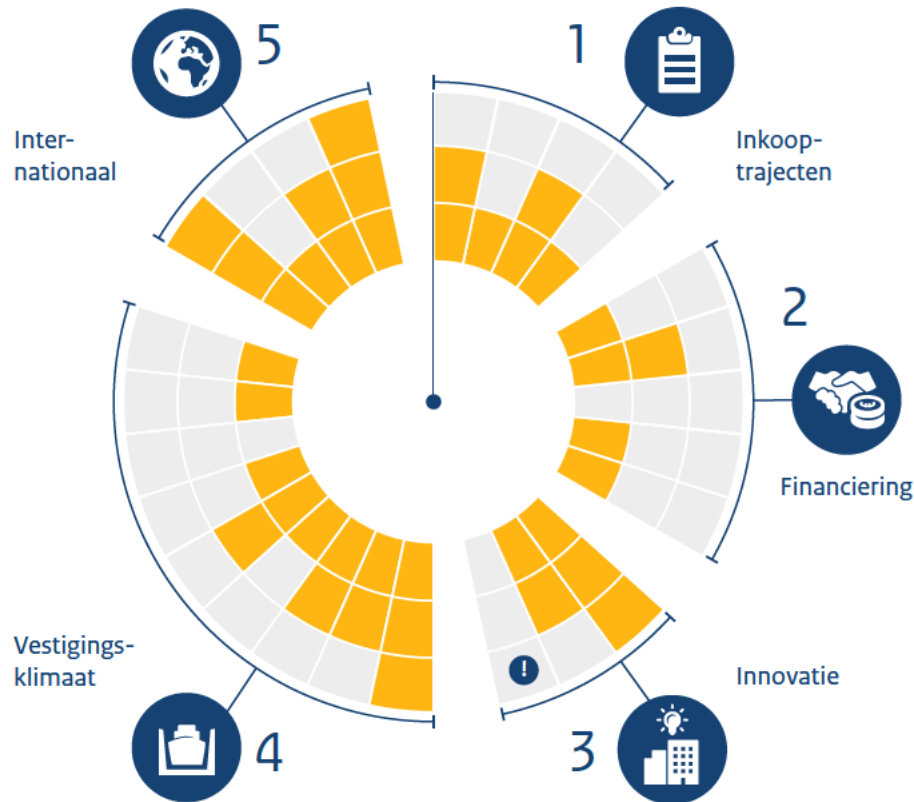 5
1
Inter-
nationaal
Inkoop-
trajecten
2
Financiering
Vestigings-
klimaat
!
Innovatie
4
3